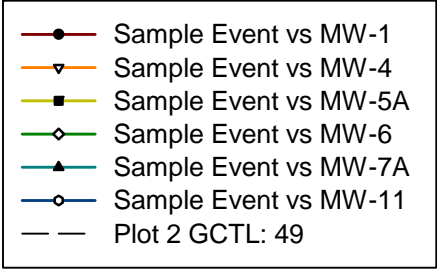 Sample Event vs MW-1
Sample Event vs MW-4
Sample Event vs MW-5A
Sample Event vs MW-6
Sample Event vs MW-7A
Sample Event vs MW-11
Plot 2 GCTL: 49